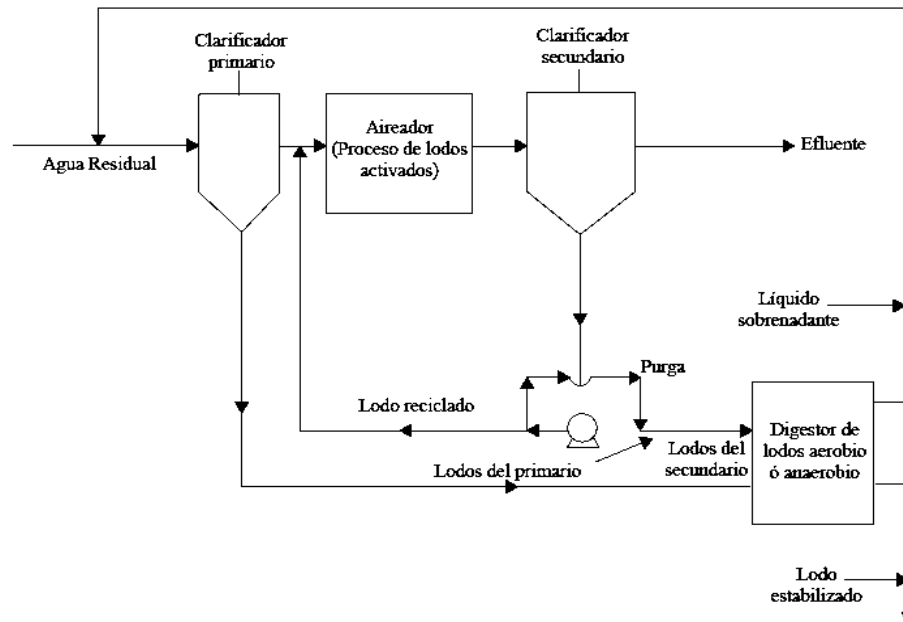 Clarificador
primario
Clarificador
secundario
Aireador
(Proceso de lodos
activados)
Agua Residual
Efluente
Líquido
sobrenadante
Purga
Lodo reciclado
Digestor de
lodos aerobio
ó anaerobio
Lodos del
secundario
Lodos del primario
Lodo
estabilizado